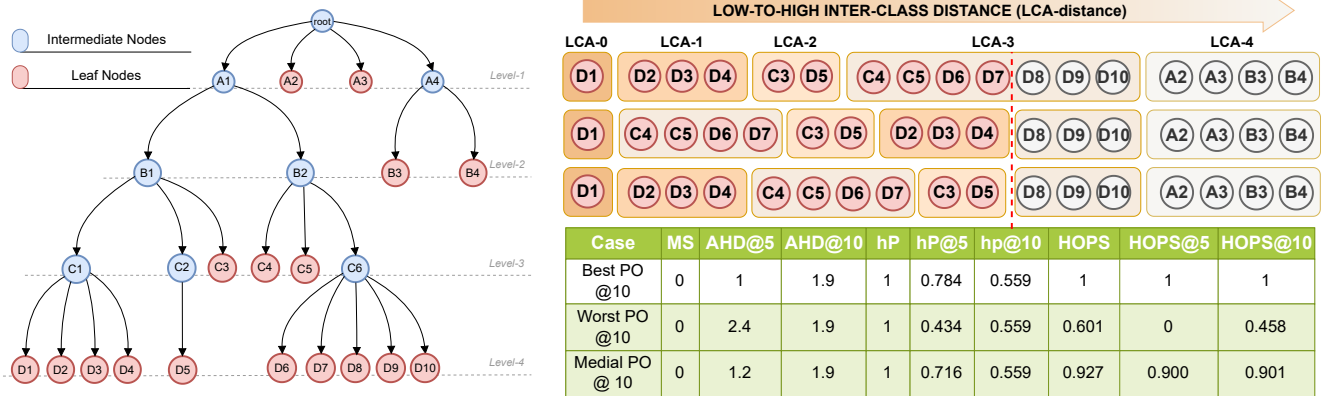 Intermediate Nodes
Leaf Nodes
root
A1 A2 A3 A4 Level-1
B1 B2 B3 B4 Level-2
C1 C2 C3 C4 C5 C6 Level-3
D1 D2 D3 D4 D5 D6 D7 D8 D9 D10 Level-4
LOW-TO-HIGH INTER-CLASS DISTANCE (LCA-distance)
LCA-0 LCA-1 LCA-2 LCA-3 LCA-4
D1 D2 D3 D4 C3 D5 C4 C5 D6 D7 D8 D9 D10 A2 A3 B3 B4
D1 C4 C5 D6 D7 C3 D5 D2 D3 D4 D8 D9 D10 A2 A3 B3 B4
D1 D2 D3 D4 C4 C5 D6 D7 C3 D5 D8 D9 D10 A2 A3 B3 B4
Case MS AHD@5 AHD@10 hP hP@5 hp@10 HOPS HOPS@5 HOPS@10
Best PO
@10 0 1 1.9 1 0.784 0.559 1 1 1
Worst PO
@10 0 2.4 1.9 1 0.434 0.559 0.601 0 0.458
Medial PO
@ 10 0 1.2 1.9 1 0.716 0.559 0.927 0.900 0.901